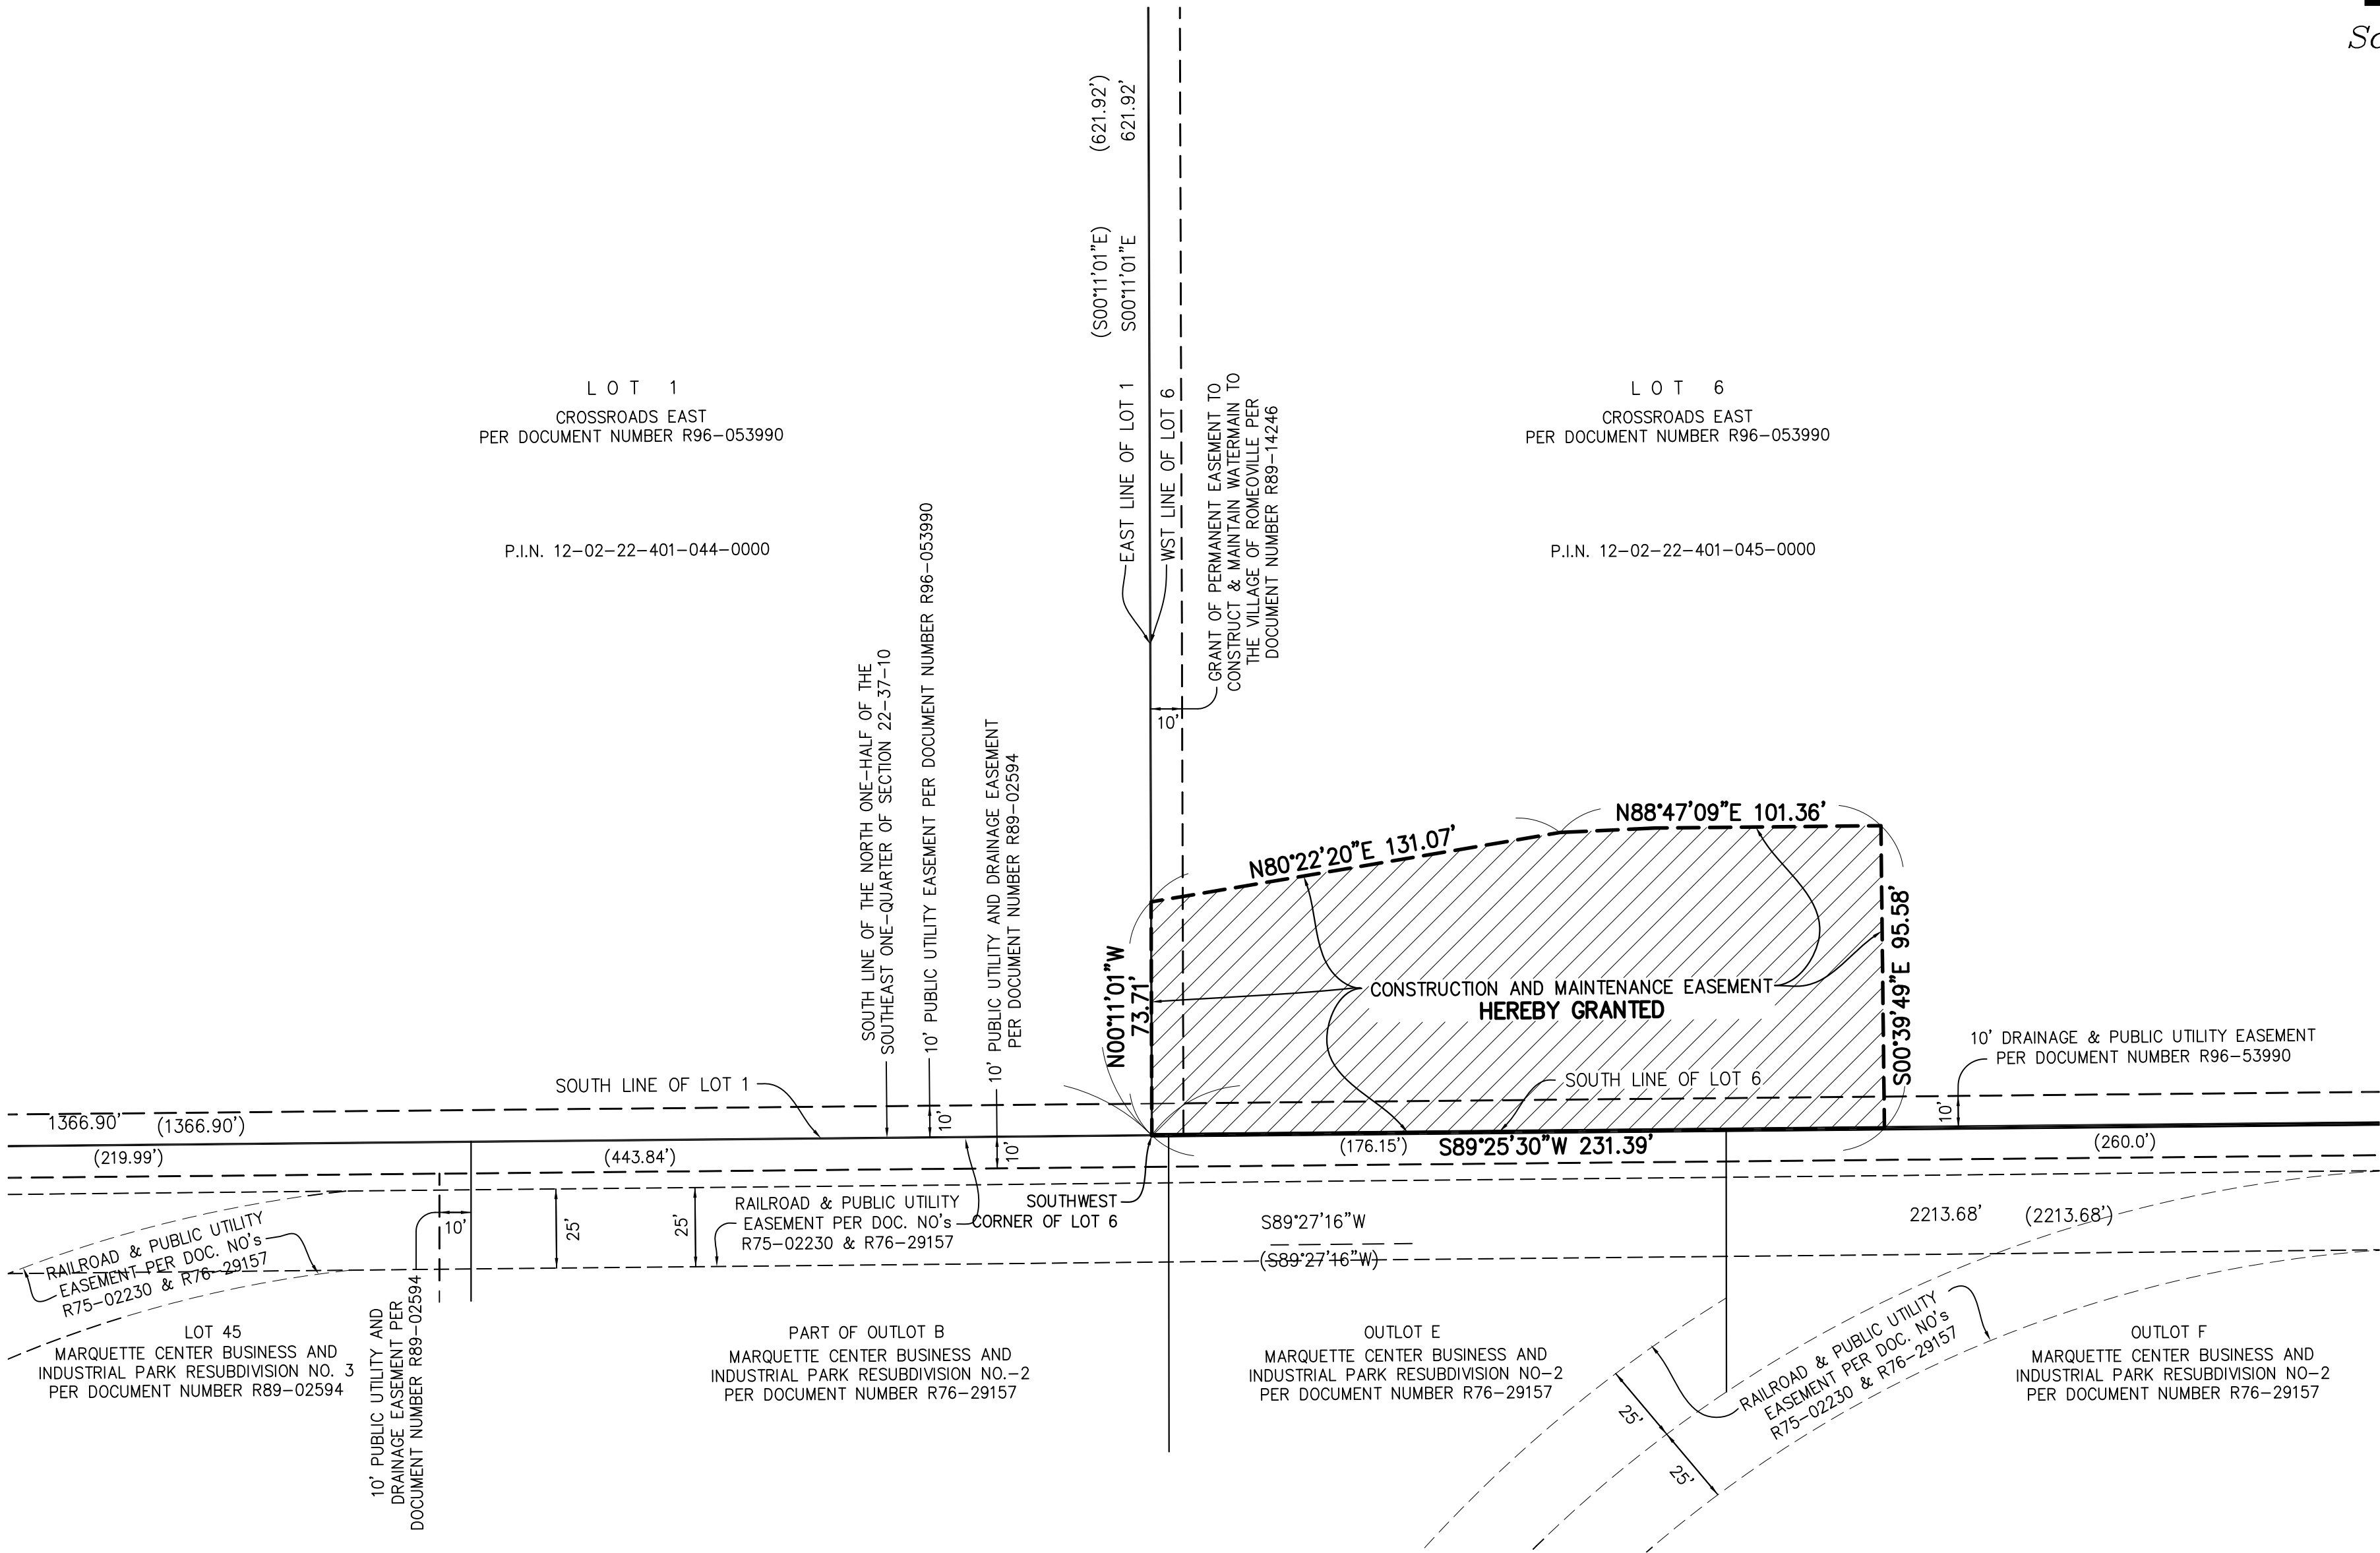 (621.92')
621.92'
(S00°11'01"E)
S00°11'01"E
L O T 1
CROSSROADS EAST
PER DOCUMENT NUMBER R96-053990
P.I.N. 12-02-22-401-044-0000
L O T 6
CROSSROADS EAST
PER DOCUMENT NUMBER R96-053990
P.I.N. 12-02-22-401-045-0000
EAST LINE OF LOT 1
WST LINE OF LOT 6
GRANT OF PERMANENT EASEMENT TO
CONSTRUCT & MAINTAIN WATERMAIN TO
THE VILLAGE OF ROMEOVILLE PER
DOCUMENT NUMBER R89-14246
10'
SOUTH LINE OF THE NORTH ONE-HALF OF THE
SOUTHEAST ONE-QUARTER OF SECTION 22-37-10
10' PUBLIC UTILITY EASEMENT PER DOCUMENT NUMBER R96-053990
10' PUBLIC UTILITY AND DRAINAGE EASEMENT
PER DOCUMENT NUMBER R89-02594
N80°22'20"E 131.07'
N88°47'09"E 101.36'
N00°11'01"W
73.71'
S00°39'49"E 95.58'
CONSTRUCTION AND MAINTENANCE EASEMENT
HEREBY GRANTED
SOUTH LINE OF LOT 6
10' DRAINAGE & PUBLIC UTILITY EASEMENT
PER DOCUMENT NUMBER R96-53990
SOUTH LINE OF LOT 1
1366.90' (1366.90')
10'
10'
10'
(219.99')
(443.84')
(176.15')
S89°25'30"W 231.39'
(260.0')
RAILROAD & PUBLIC UTILITY
EASEMENT PER DOC. NO's
R75-02230 & R76-29157
10'
25'
25'
RAILROAD & PUBLIC UTILITY
EASEMENT PER DOC. NO's
R75-02230 & R76-29157
SOUTHWEST
CORNER OF LOT 6
S89°27'16"W
(S89°27'16"W)
2213.68' (2213.68')
LOT 45
MARQUETTE CENTER BUSINESS AND
INDUSTRIAL PARK RESUBDIVISION NO. 3
PER DOCUMENT NUMBER R89-02594
10' PUBLIC UTILITY AND
DRAINAGE EASEMENT PER
DOCUMENT NUMBER R89-02594
PART OF OUTLOT B
MARQUETTE CENTER BUSINESS AND
INDUSTRIAL PARK RESUBDIVISION NO.-2
PER DOCUMENT NUMBER R76-29157
OUTLOT E
MARQUETTE CENTER BUSINESS AND
INDUSTRIAL PARK RESUBDIVISION NO-2
PER DOCUMENT NUMBER R76-29157
25'
25'
RAILROAD & PUBLIC UTILITY
EASEMENT PER DOC. NO's
R75-02230 & R76-29157
OUTLOT F
MARQUETTE CENTER BUSINESS AND
INDUSTRIAL PARK RESUBDIVISION NO-2
PER DOCUMENT NUMBER R76-29157